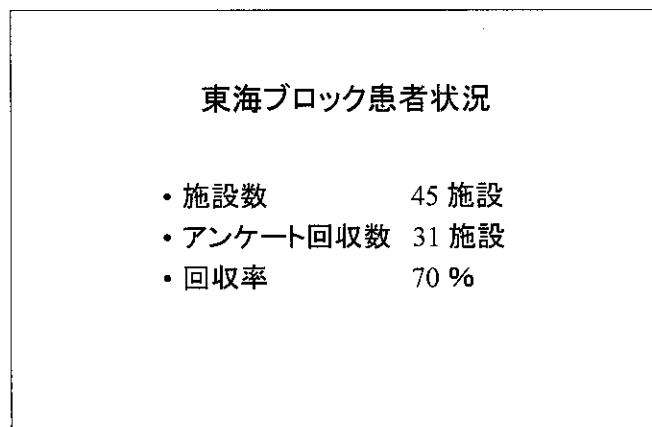 東海ブロック患者状況
・施設数 45 施設
・アンケート回収数 31 施設
・回収率 70 %